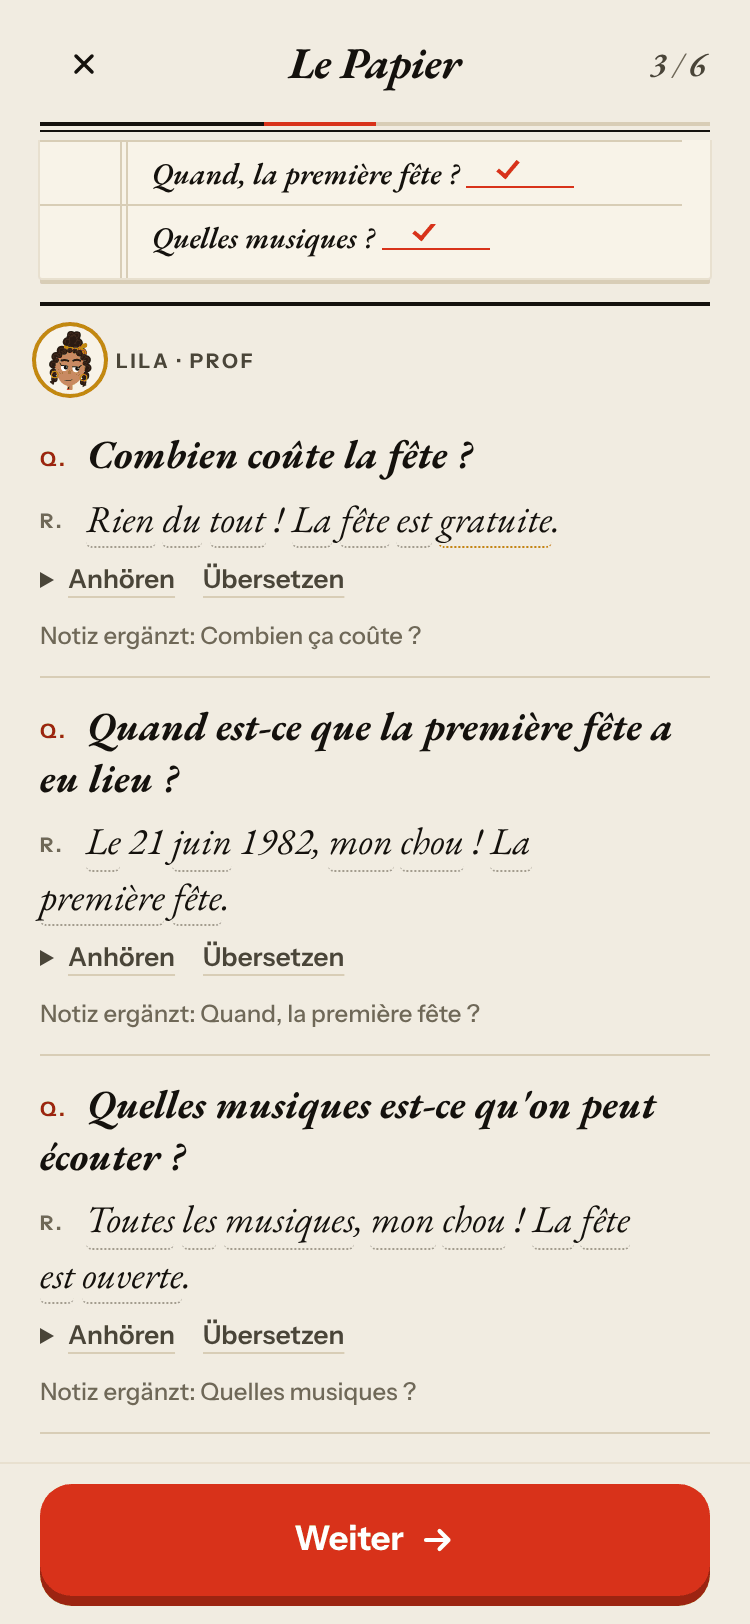 Le Papier
3 / 6
Quand, la première fête ?
Quelles musiques ?
LILA · PROF
Q. Combien coûte la fête ?
R. Rien du tout ! La fête est gratuite.
Anhören Übersetzen
Notiz ergänzt: Combien ça coûte ?
Q. Quand est-ce que la première fête a
eu lieu ?
R. Le 21 juin 1982, mon chou ! La
première fête.
Anhören Übersetzen
Notiz ergänzt: Quand, la première fête ?
Q. Quelles musiques est-ce qu'on peut
écouter ?
R. Toutes les musiques, mon chou ! La fête
est ouverte.
Anhören Übersetzen
Notiz ergänzt: Quelles musiques ?
Weiter →